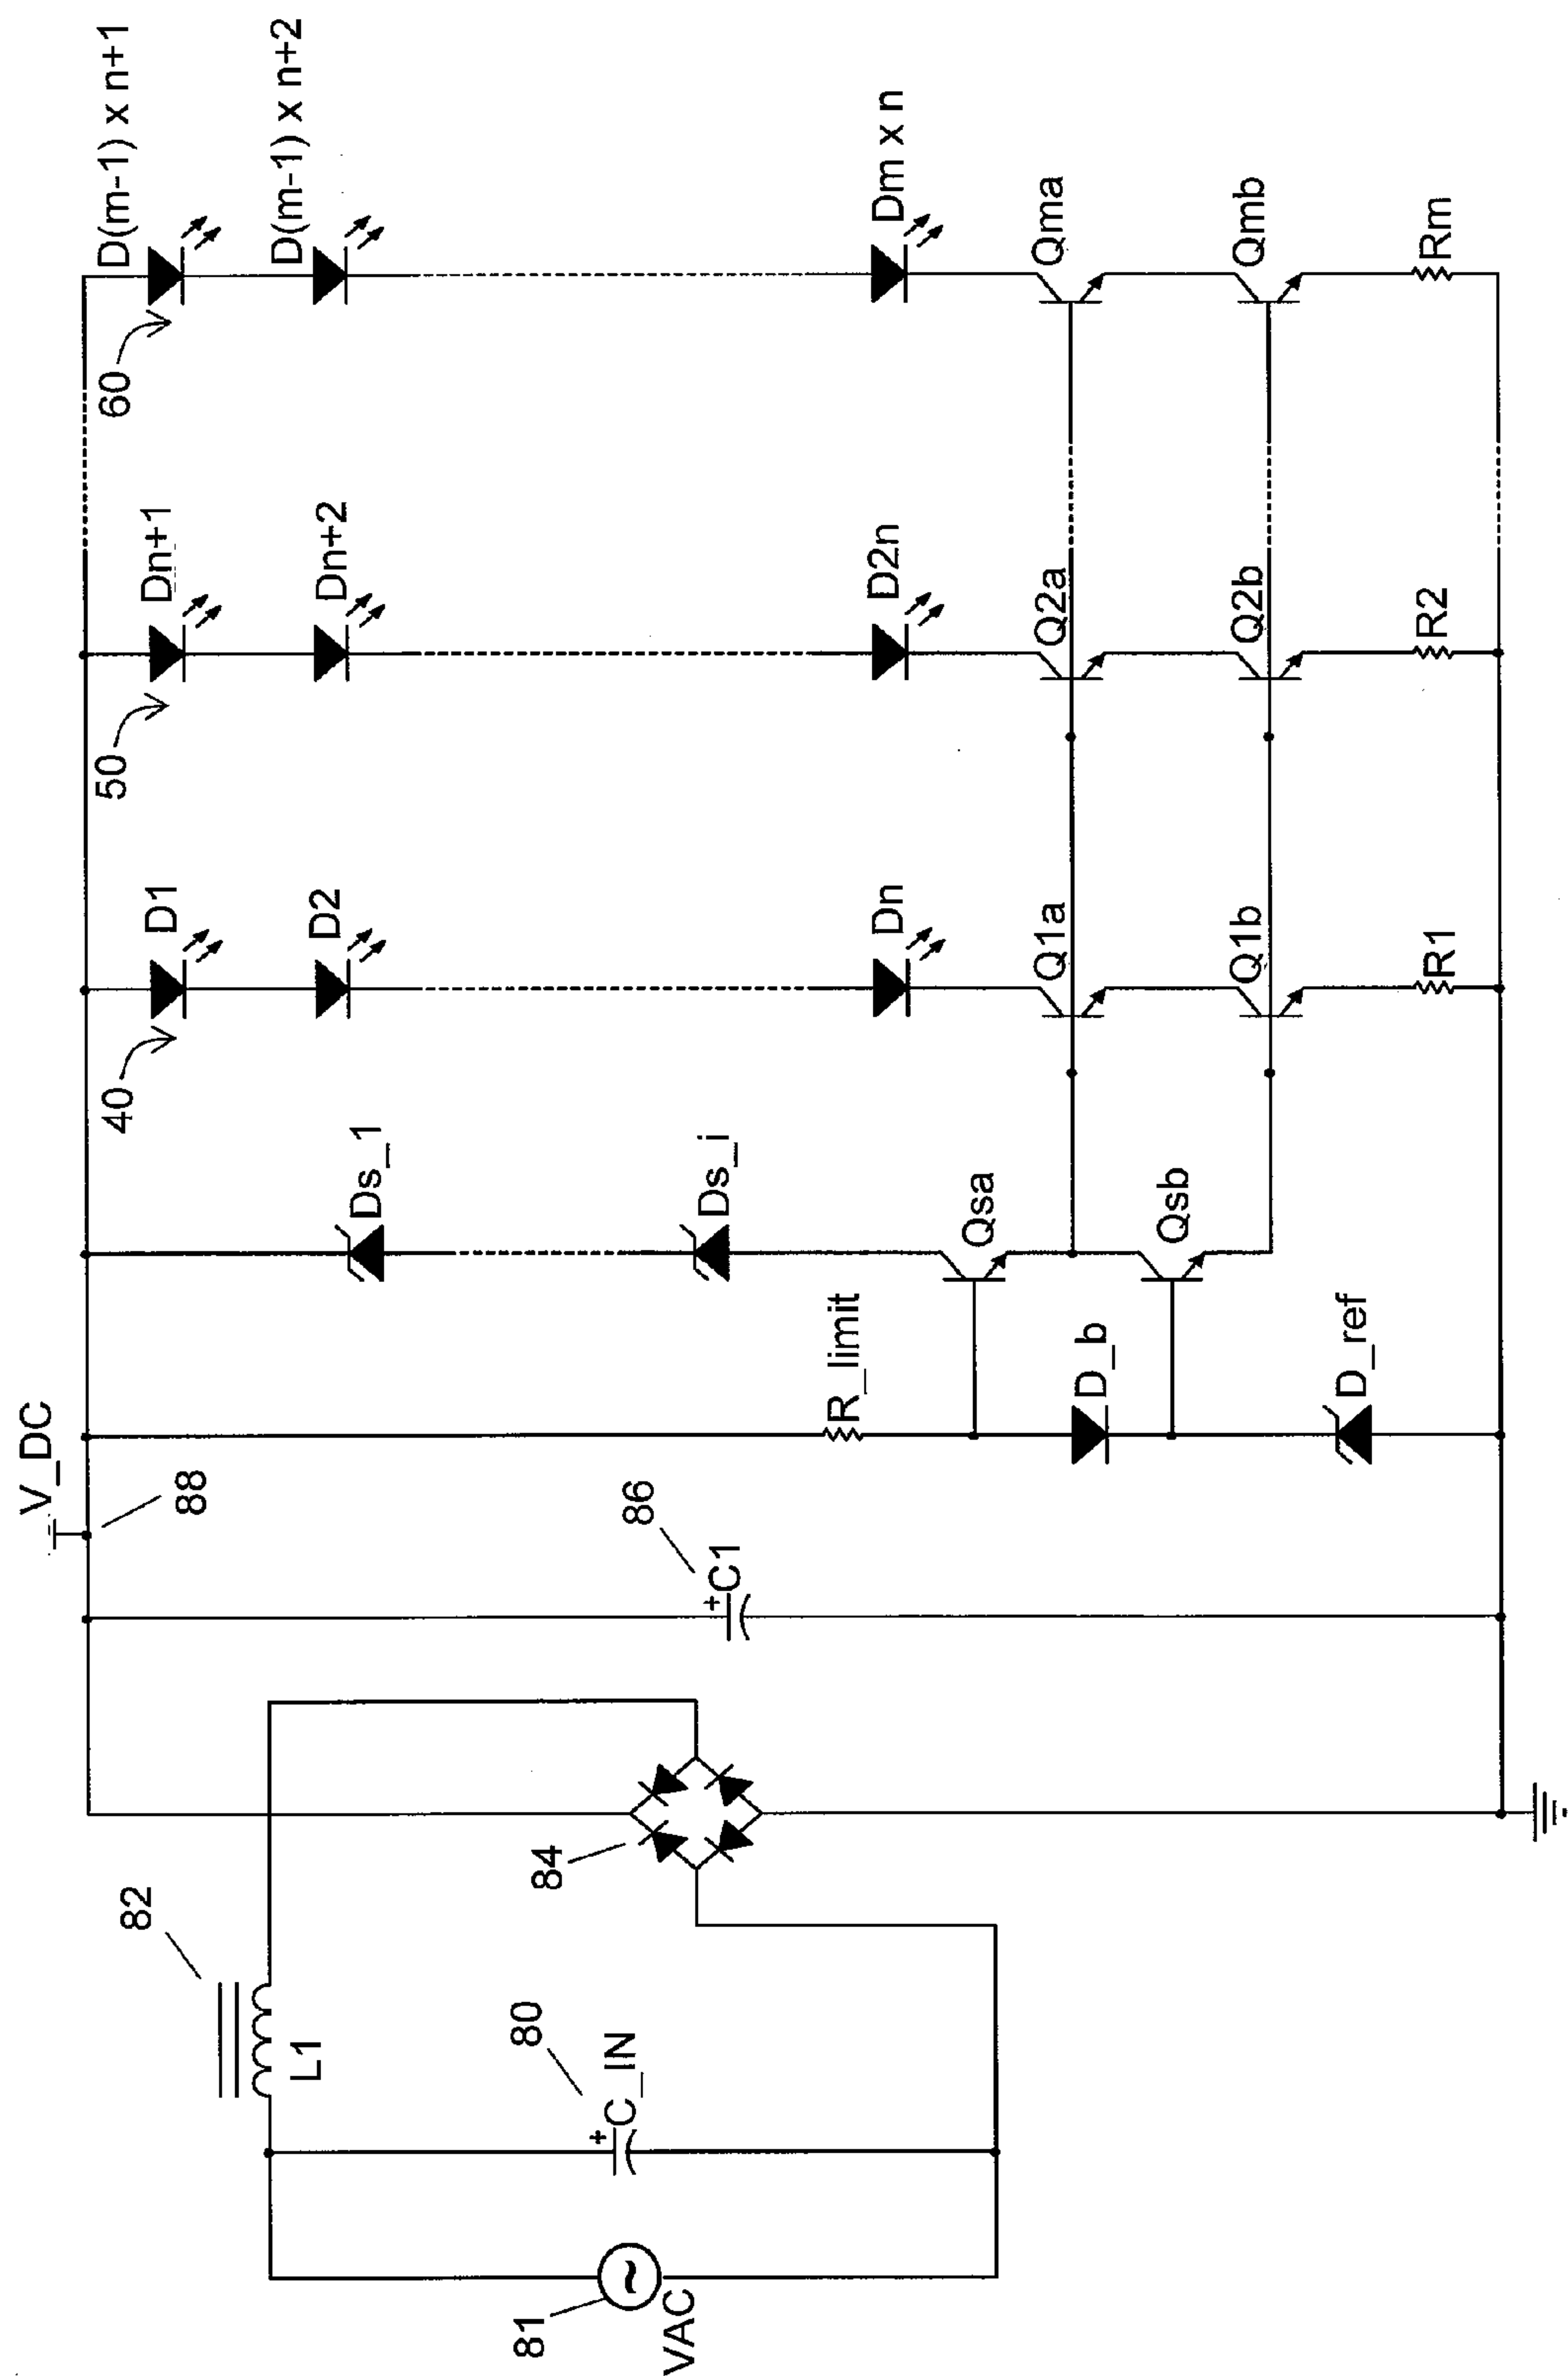 82
L1
80
C_IN
81
VAC
84
V_DC
88
86
C1
R_limit
D_b
D_ref
Ds_1
Ds_i
Qsa
Qsb
40
D1
D2
Dn
Q1a
Q1b
R1
50
Dn+1
Dn+2
D2n
Q2a
Q2b
R2
60
D(m-1) x n+1
D(m-1) x n+2
Dm x n
Qma
Qmb
Rm